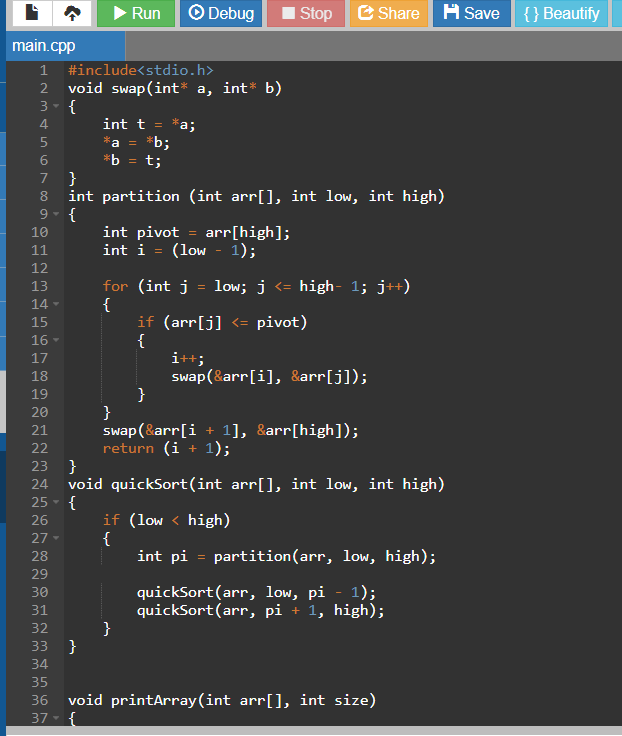 Run Debug Stop Share Save { } Beautify
main.cpp
1 #include<stdio.h>
2 void swap(int* a, int* b)
3 {
4     int t = *a;
5     *a = *b;
6     *b = t;
7 }
8 int partition (int arr[], int low, int high)
9 {
10     int pivot = arr[high];
11     int i = (low - 1);
12
13     for (int j = low; j <= high- 1; j++)
14     {
15         if (arr[j] <= pivot)
16         {
17             i++;
18             swap(&arr[i], &arr[j]);
19         }
20     }
21     swap(&arr[i + 1], &arr[high]);
22     return (i + 1);
23 }
24 void quickSort(int arr[], int low, int high)
25 {
26     if (low < high)
27     {
28         int pi = partition(arr, low, high);
29
30         quickSort(arr, low, pi - 1);
31         quickSort(arr, pi + 1, high);
32     }
33 }
34
35
36 void printArray(int arr[], int size)
37 {